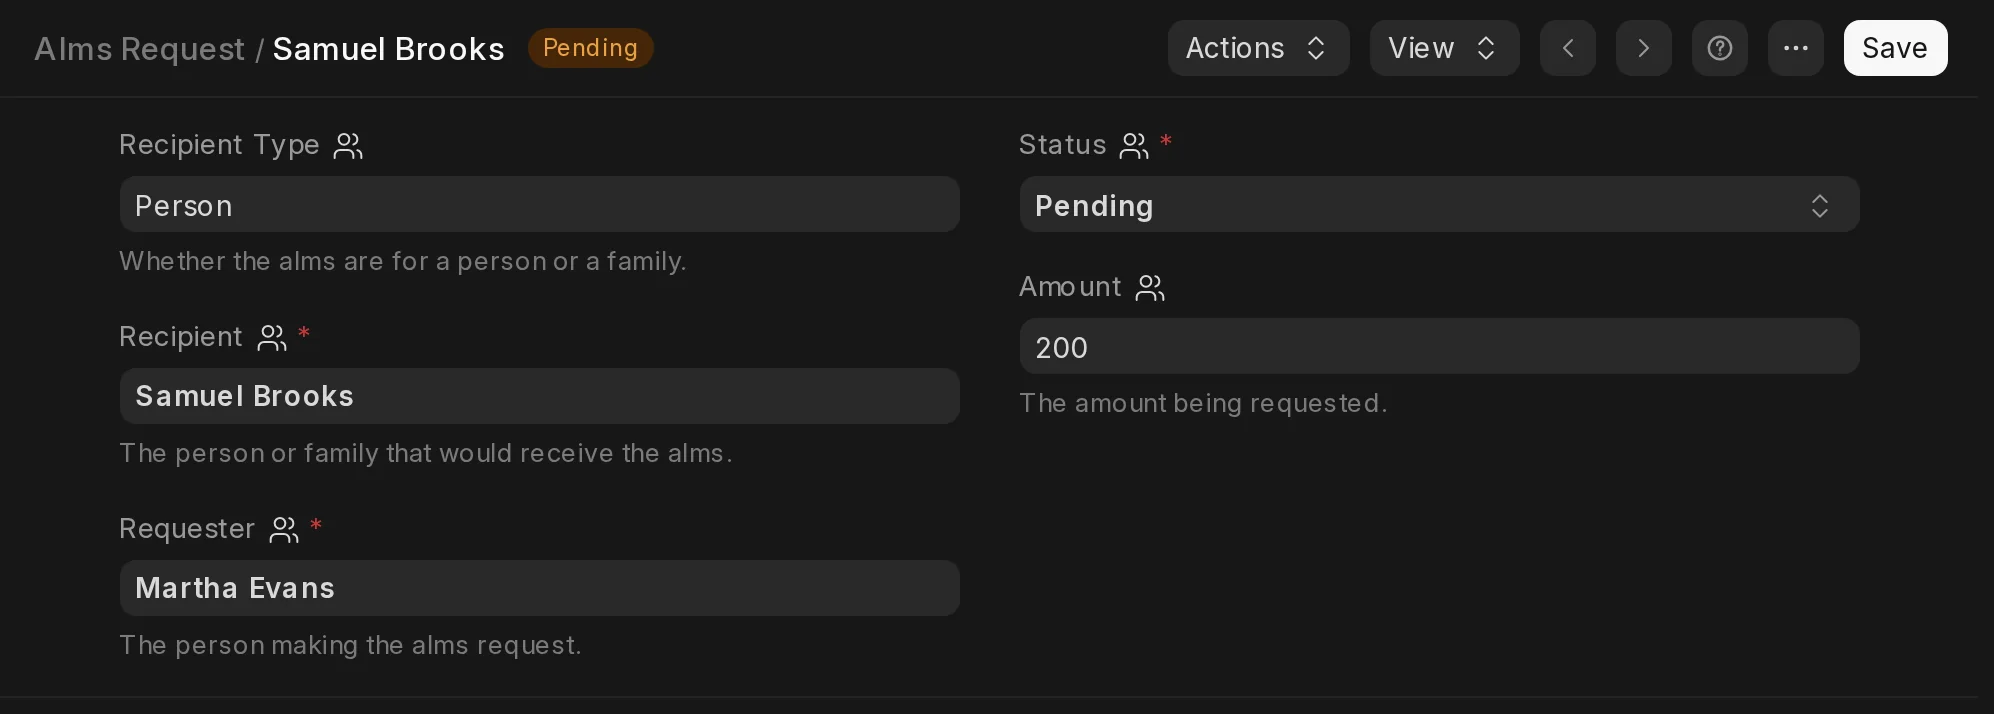 Alms Request / Samuel Brooks Pending Actions View Save
Recipient Type
Person
Whether the alms are for a person or a family.
Recipient *
Samuel Brooks
The person or family that would receive the alms.
Requester *
Martha Evans
The person making the alms request.
Status *
Pending
Amount
200
The amount being requested.